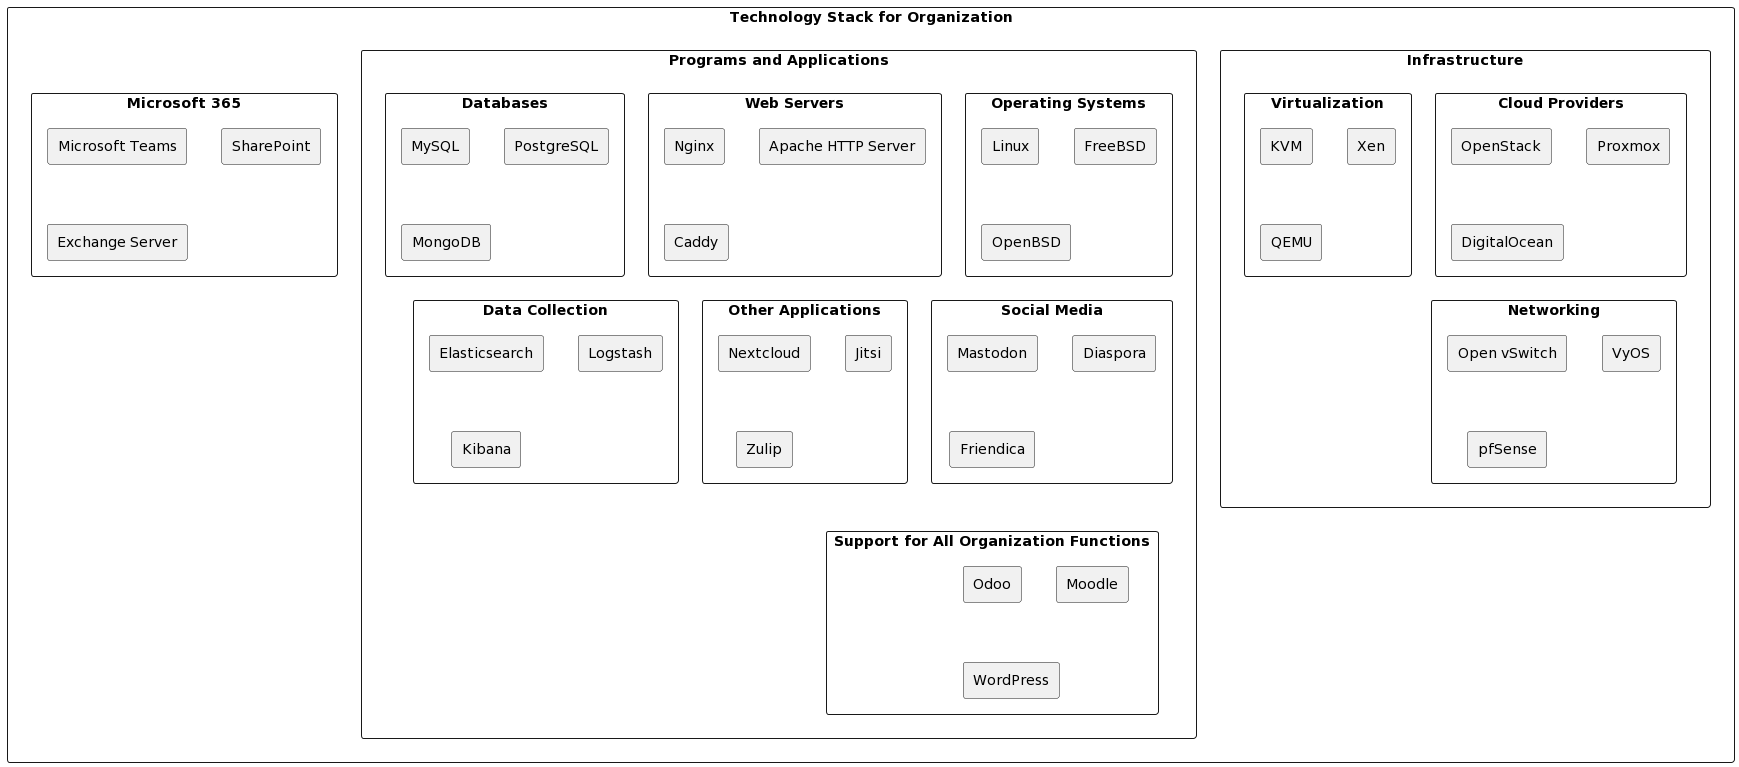 Technology Stack for Organization
Microsoft 365
Microsoft Teams
SharePoint
Exchange Server
Programs and Applications
Databases
MySQL
PostgreSQL
MongoDB
Web Servers
Nginx
Apache HTTP Server
Caddy
Operating Systems
Linux
FreeBSD
OpenBSD
Data Collection
Elasticsearch
Logstash
Kibana
Other Applications
Nextcloud
Jitsi
Zulip
Social Media
Mastodon
Diaspora
Friendica
Support for All Organization Functions
Odoo
Moodle
WordPress
Infrastructure
Virtualization
KVM
Xen
QEMU
Cloud Providers
OpenStack
Proxmox
DigitalOcean
Networking
Open vSwitch
VyOS
pfSense